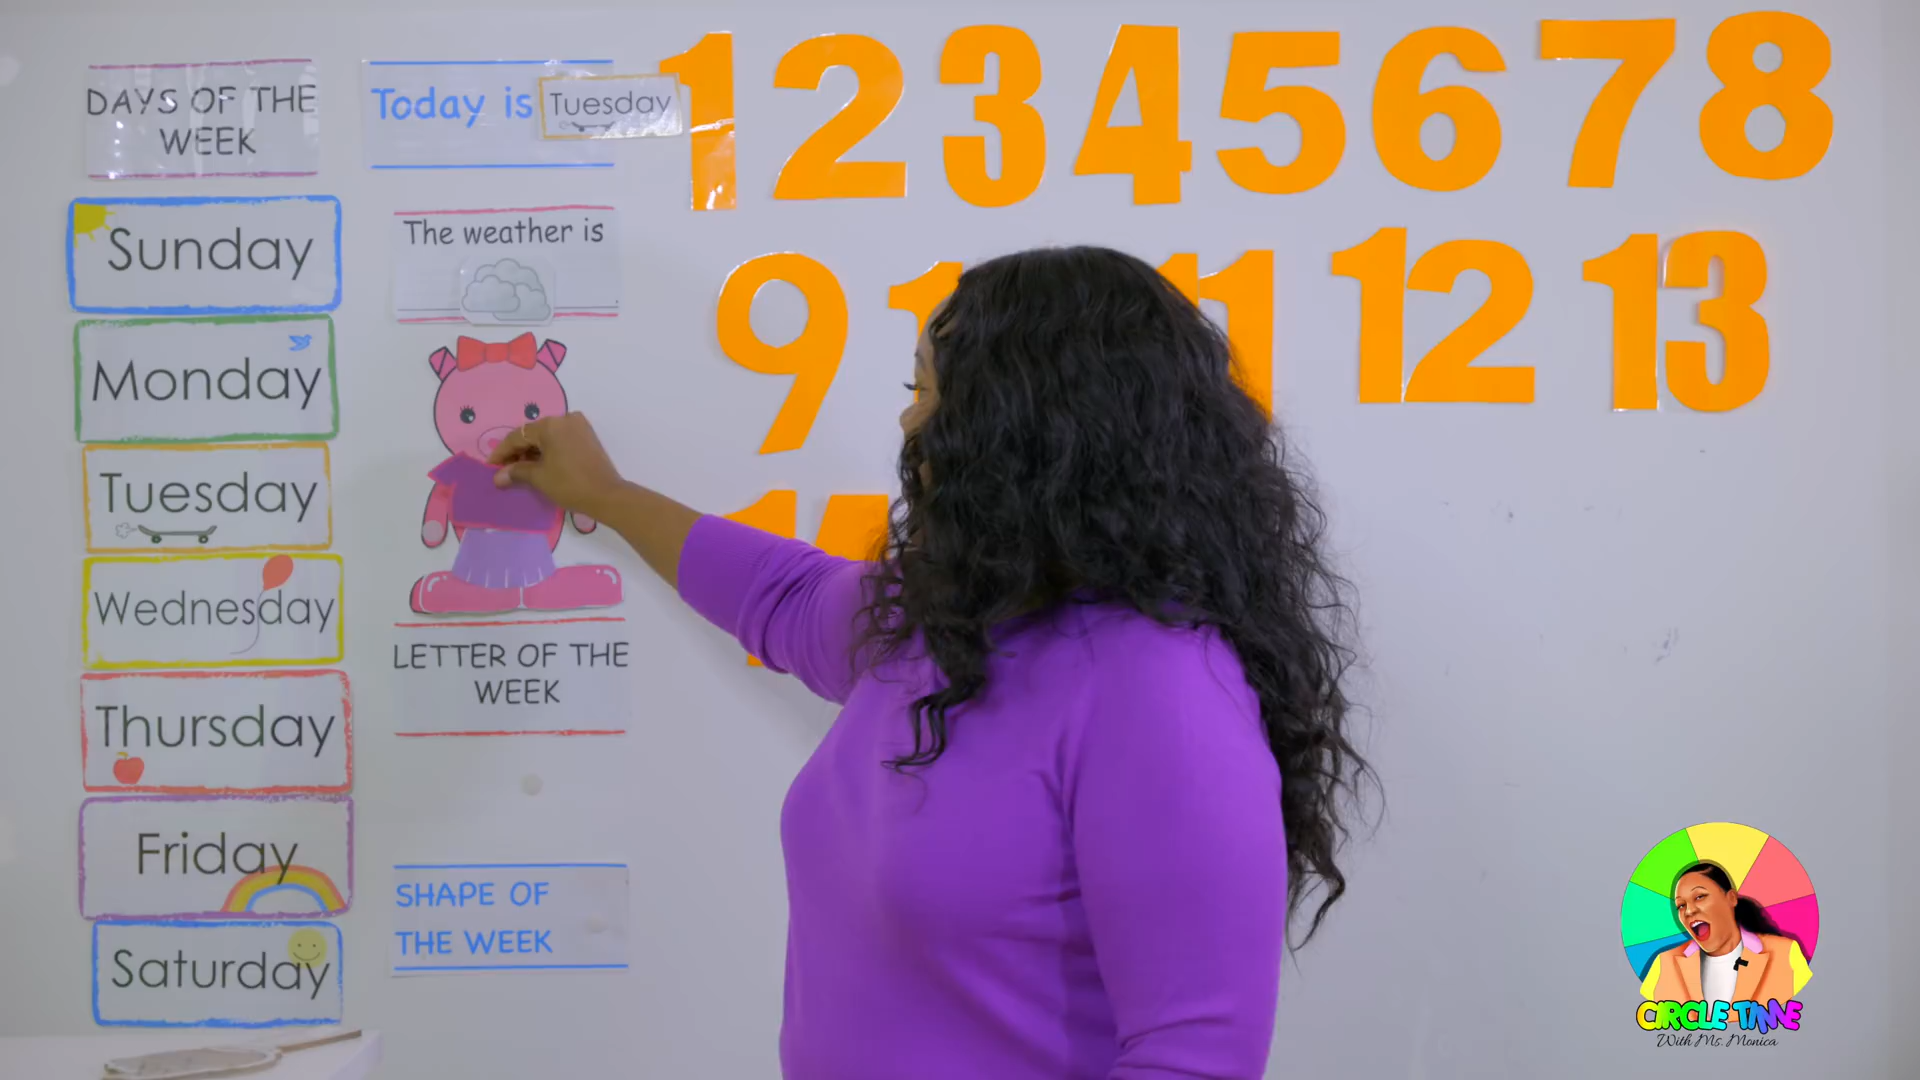 DAYS OF THE
WEEK
Sunday
Monday
Tuesday
Wednesday
Thursday
Friday
Saturday
Today is Tuesday
The weather is
LETTER OF THE
WEEK
SHAPE OF
THE WEEK
1 2 3 4 5 6 7 8
9 11 12 13
CIRCLE TIME
With Ms. Monica